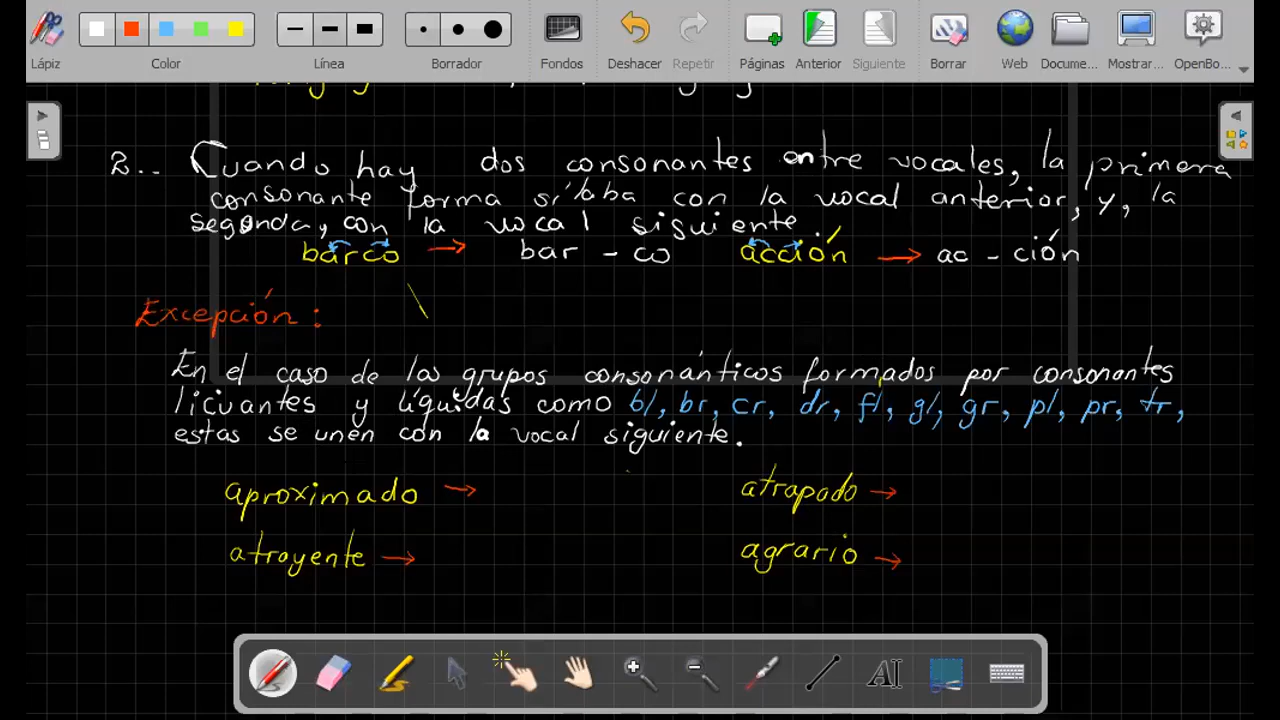 Lápiz Color Línea Borrador Fondos Deshacer Repetir Páginas Anterior Siguiente Borrar Web Docume... Mostrar... OpenBo...
2.. Cuando hay dos consonantes entre vocales, la primera
consonante forma sílaba con la vocal anterior, y, la
segunda, con la vocal siguiente
barco → bar - co acción → ac - ción
Excepción:
En el caso de los grupos consonánticos formados por consonantes
licuantes y líquidas como bl, br, cr, dr, fl, gl, gr, pl, pr, tr,
estas se unen con la vocal siguiente.
aproximado → atrapado →
atrayente → agrario →
AI